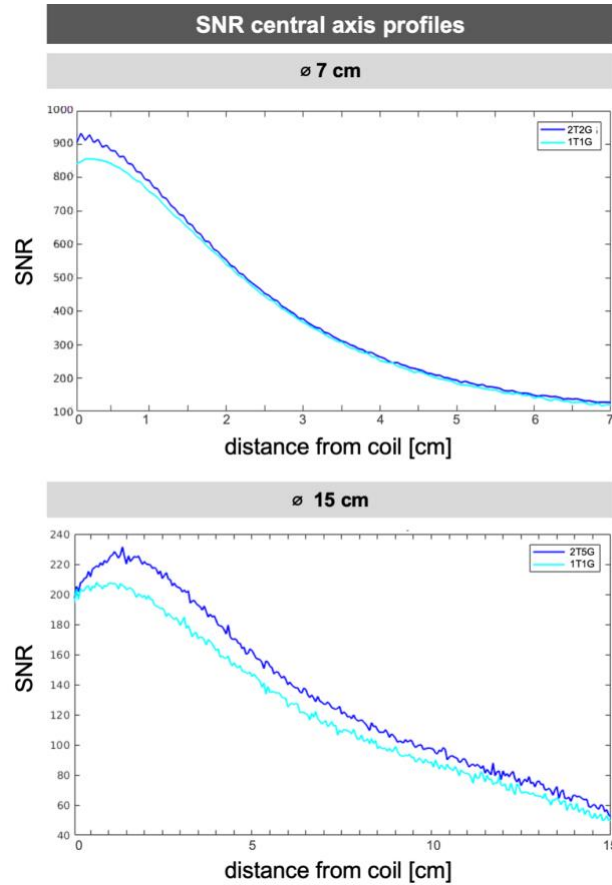 SNR central axis profiles
⌀ 7 cm
1000
900
800
700
600
500
400
300
200
100
SNR
2T2G
1T1G
0 1 2 3 4 5 6 7
distance from coil [cm]
⌀ 15 cm
240
220
200
180
160
140
120
100
80
60
40
SNR
2T5G
1T1G
0 5 10 15
distance from coil [cm]